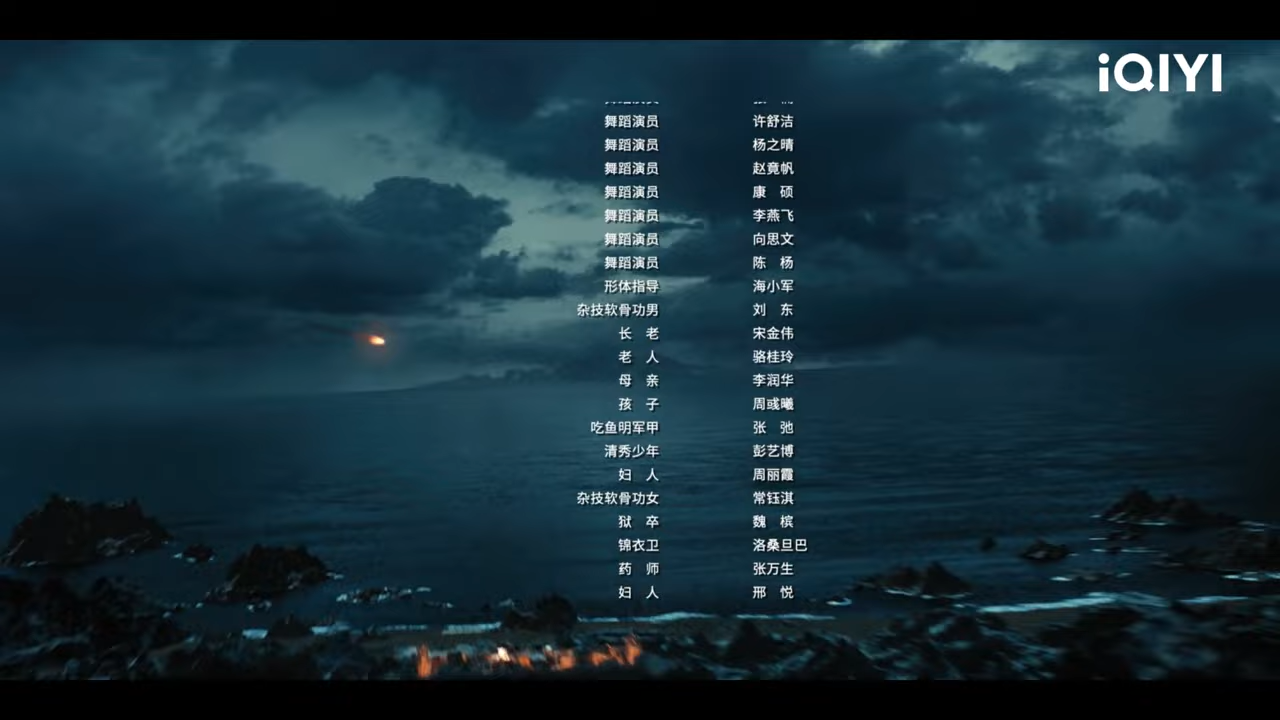 iQIYI
舞蹈演员 许舒洁
舞蹈演员 杨之晴
舞蹈演员 赵竟帆
舞蹈演员 康 硕
舞蹈演员 李燕飞
舞蹈演员 向思文
舞蹈演员 陈 杨
形体指导 海小军
杂技软骨功男 刘 东
长 老 宋金伟
老 人 骆桂玲
母 亲 李润华
孩 子 周彧曦
吃鱼明军甲 张 弛
清秀少年 彭艺博
妇 人 周丽霞
杂技软骨功女 常钰淇
狱 卒 魏 槟
锦衣卫 洛桑旦巴
药 师 张万生
妇 人 邢 悦